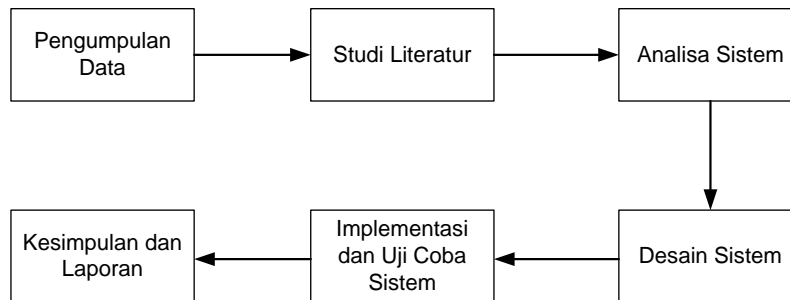 Pengumpulan
Data
Studi Literatur
Analisa Sistem
Desain Sistem
Implementasi
dan Uji Coba
Sistem
Kesimpulan dan
Laporan